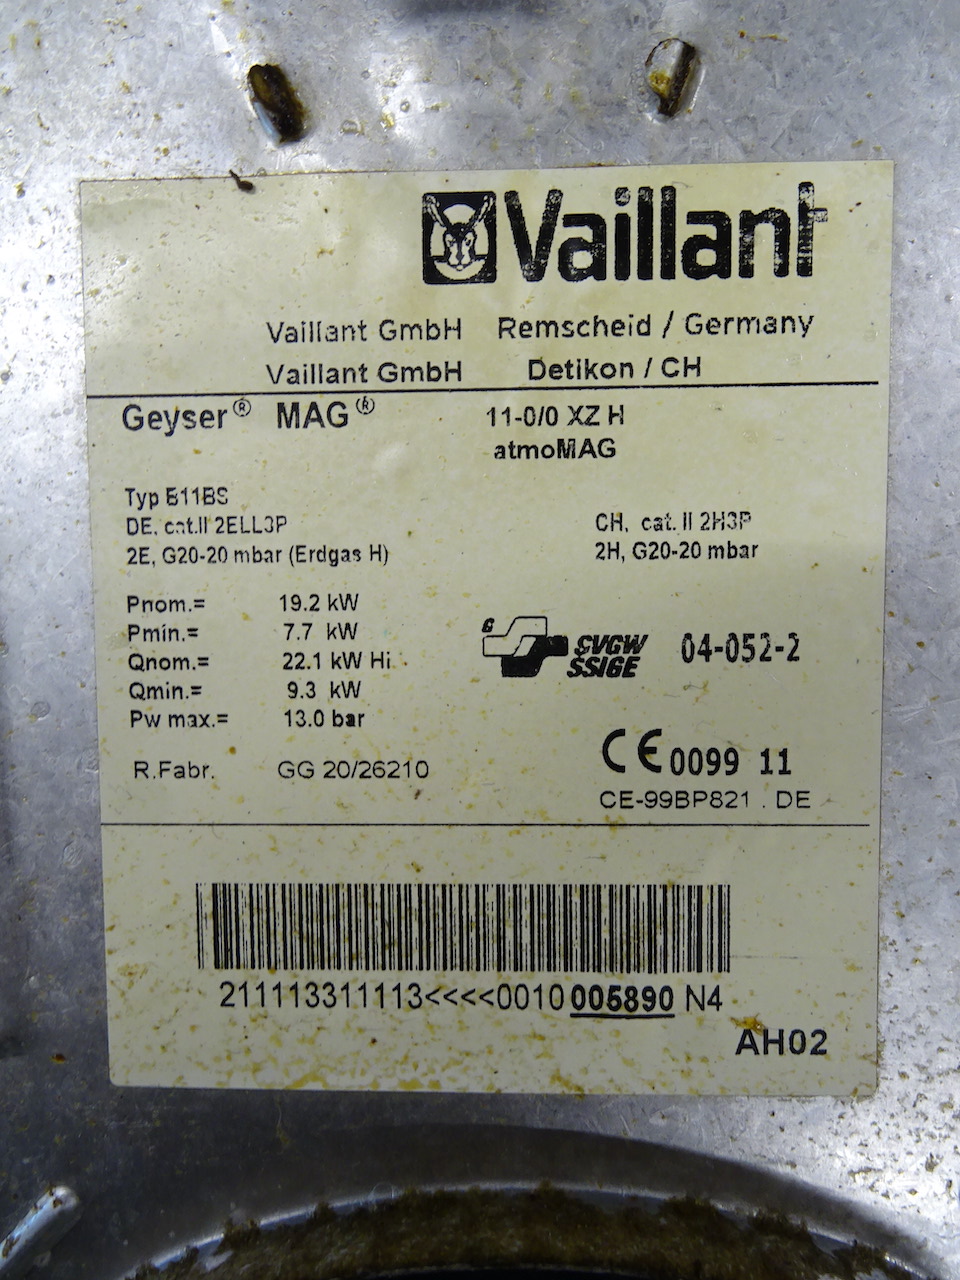 Vaillant
Vaillant GmbH Remscheid / Germany
Vaillant GmbH Detikon / CH
Geyser® MAG® 11-0/0 XZ H
atmoMAG
Typ B11BS
DE, cat.II 2ELL3P CH, cat. II 2H3P
2E, G20-20 mbar (Erdgas H) 2H, G20-20 mbar
Pnom.= 19.2 kW
Pmin.= 7.7 kW
Qnom.= 22.1 kW Hi
Qmin.= 9.3 kW
Pw max.= 13.0 bar
G SVGW SSIGE 04-052-2
R.Fabr. GG 20/26210
CE 0099 11
CE-99BP821 . DE
211113311113<<<<0010005890 N4
AH02